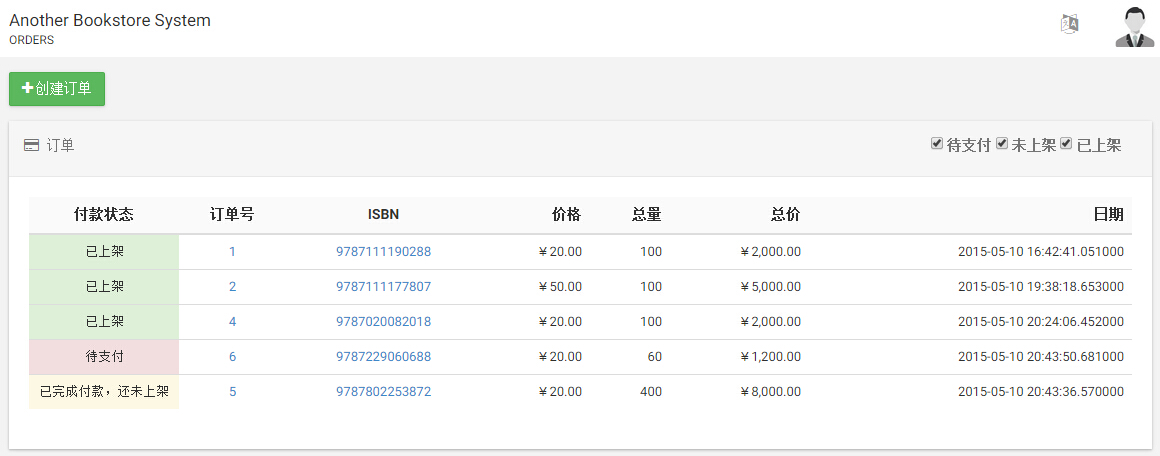 Another Bookstore System
ORDERS
创建订单
订单 待支付 未上架 已上架
付款状态 订单号 ISBN 价格 总量 总价 日期
已上架 1 9787111190288 ￥20.00 100 ￥2,000.00 2015-05-10 16:42:41.051000
已上架 2 9787111177807 ￥50.00 100 ￥5,000.00 2015-05-10 19:38:18.653000
已上架 4 9787020082018 ￥20.00 100 ￥2,000.00 2015-05-10 20:24:06.452000
待支付 6 9787229060688 ￥20.00 60 ￥1,200.00 2015-05-10 20:43:50.681000
已完成付款，还未上架 5 9787802253872 ￥20.00 400 ￥8,000.00 2015-05-10 20:43:36.570000